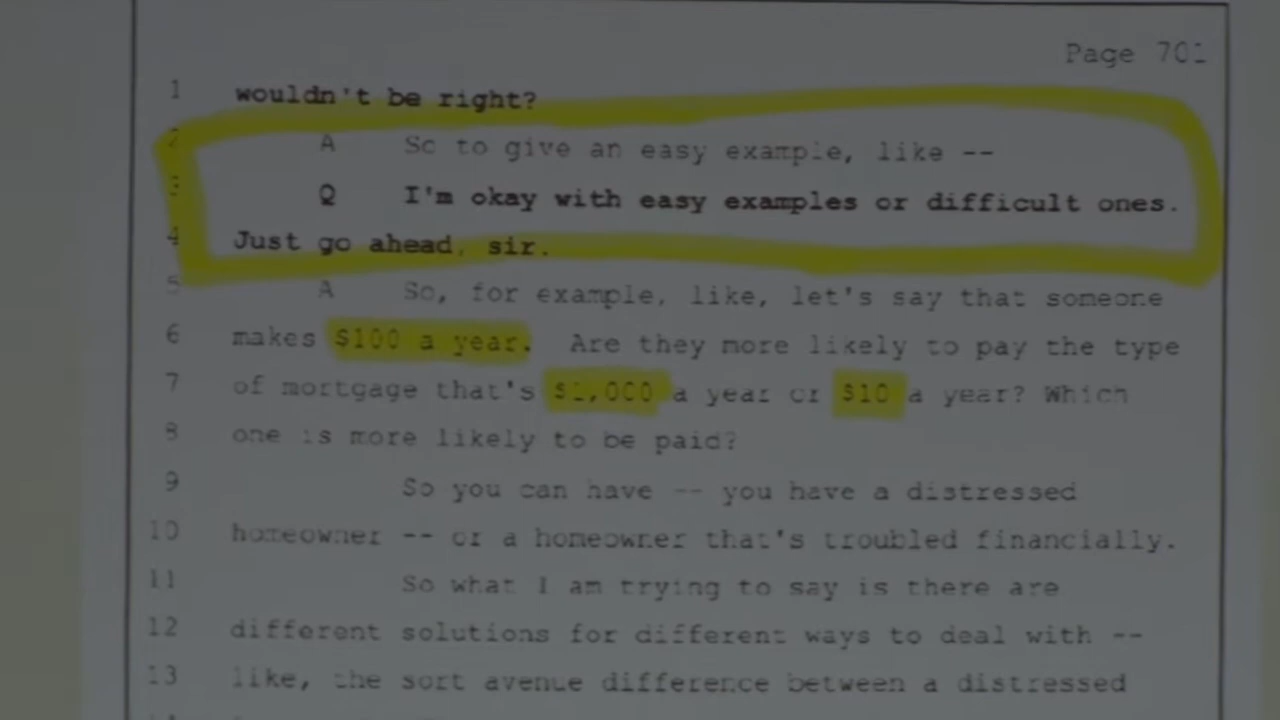 Page 701
1 wouldn't be right?
2 A So to give an easy example, like --
3 Q I'm okay with easy examples or difficult ones.
4 Just go ahead, sir.
5 A So, for example, like, let's say that someone
6 makes $100 a year. Are they more likely to pay the type
7 of mortgage that's $1,000 a year or $10 a year? Which
8 one is more likely to be paid?
9 So you can have -- you have a distressed
10 homeowner -- or a homeowner that's troubled financially.
11 So what I am trying to say is there are
12 different solutions for different ways to deal with --
13 like, the sort avenue difference between a distressed